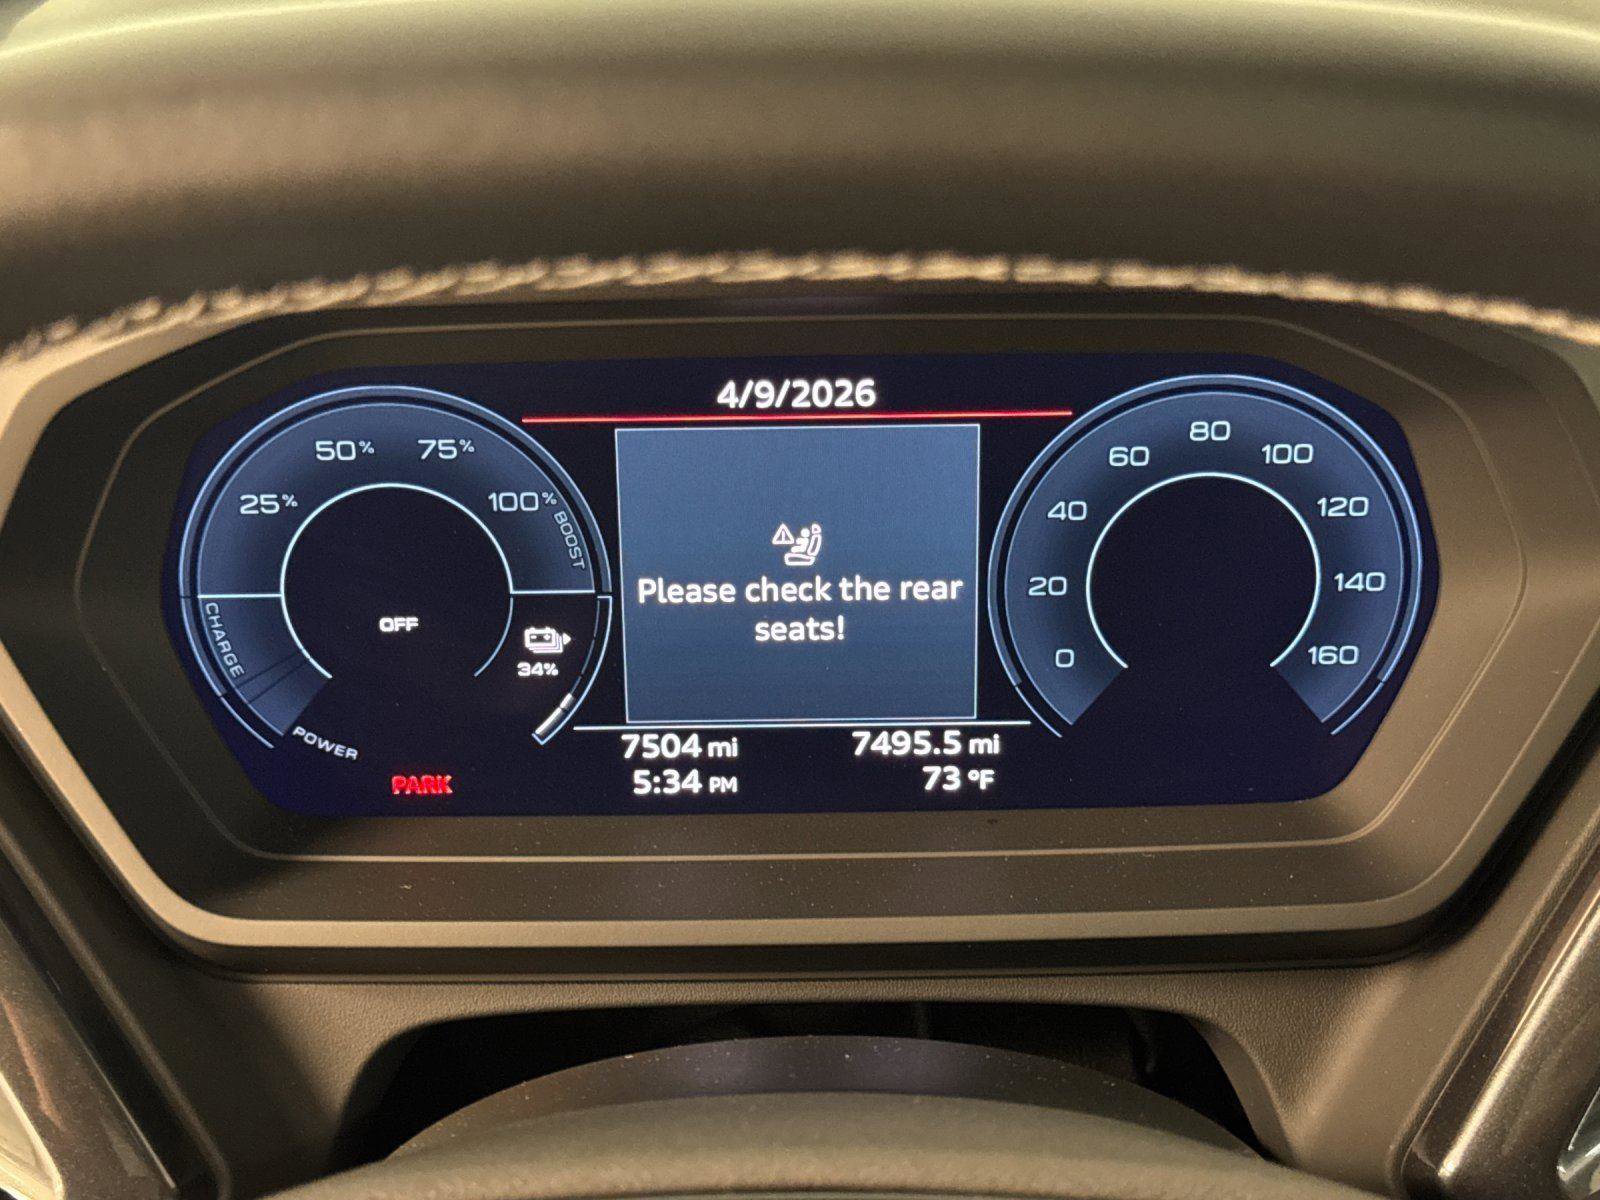 4/9/2026
50%
75%
25%
100%
BOOST
CHARGE
OFF
34%
POWER
PARK
Please check the rear
seats!
80
60
100
40
120
20
140
0
160
7504 mi
7495.5 mi
5:34 PM
73 °F